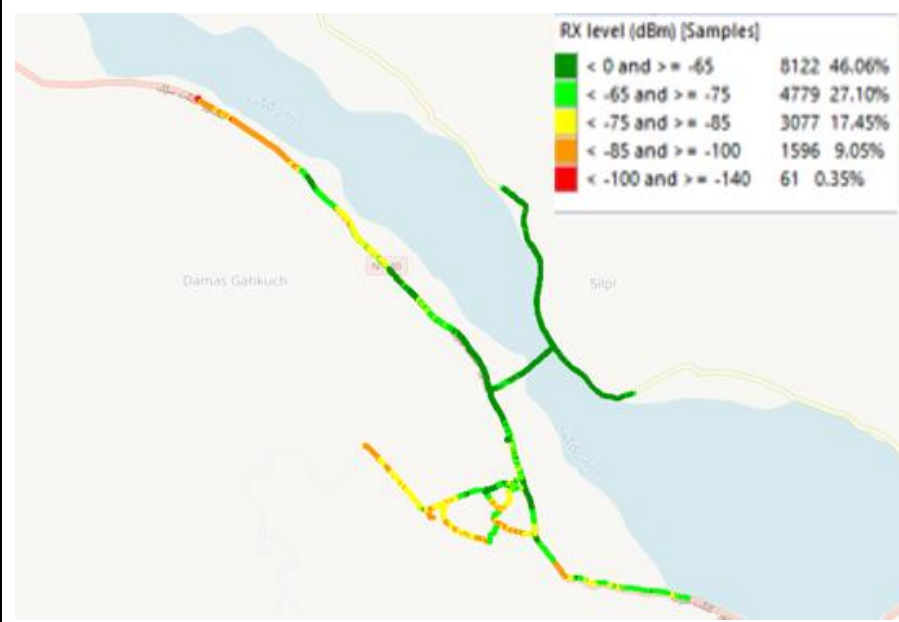 RX level (dBm) [Samples]
< 0 and >= -65 8122 46.06%
< -65 and >= -75 4779 27.10%
< -75 and >= -85 3077 17.45%
< -85 and >= -100 1596 9.05%
< -100 and >= -140 61 0.35%
Damas Gahkuch
Silpi